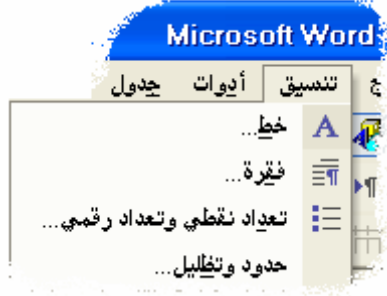 Microsoft Word
تنسيق أدوات جدول
خط...
فقرة...
تعداد نقطي وتعداد رقمي...
حدود وتظليل...